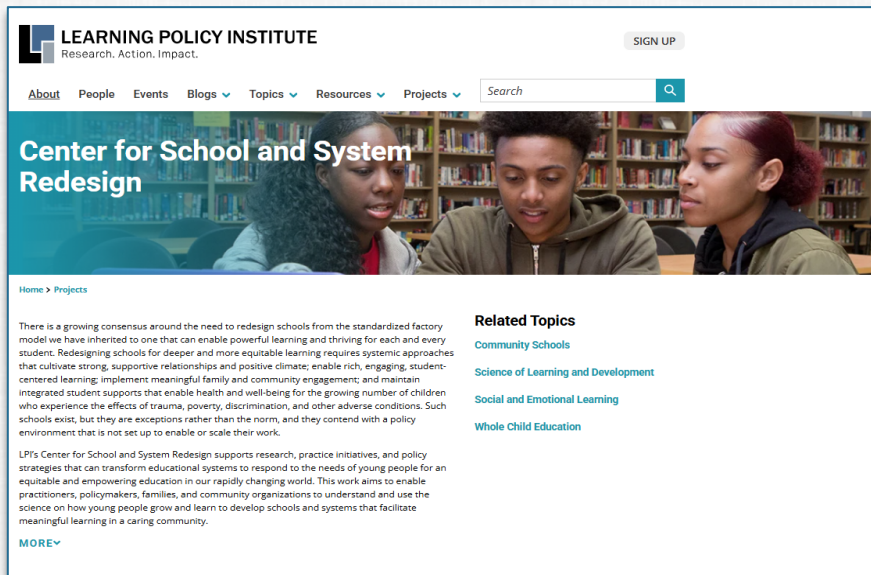 LEARNING POLICY INSTITUTE
Research. Action. Impact.
SIGN UP
About People Events Blogs Topics Resources Projects Search
Center for School and System
Redesign
Home > Projects
There is a growing consensus around the need to redesign schools from the standardized factory
model we have inherited to one that can enable powerful learning and thriving for each and every
student. Redesigning schools for deeper and more equitable learning requires systemic approaches
that cultivate strong, supportive relationships and positive climate; enable rich, engaging, student-
centered learning; implement meaningful family and community engagement; and maintain
integrated student supports that enable health and well-being for the growing number of children
who experience the effects of trauma, poverty, discrimination, and other adverse conditions. Such
schools exist, but they are exceptions rather than the norm, and they contend with a policy
environment that is not set up to enable or scale their work.
LPI's Center for School and System Redesign supports research, practice initiatives, and policy
strategies that can transform educational systems to respond to the needs of young people for an
equitable and empowering education in our rapidly changing world. This work aims to enable
practitioners, policymakers, families, and community organizations to understand and use the
science on how young people grow and learn to develop schools and systems that facilitate
meaningful learning in a caring community.
MORE
Related Topics
Community Schools
Science of Learning and Development
Social and Emotional Learning
Whole Child Education